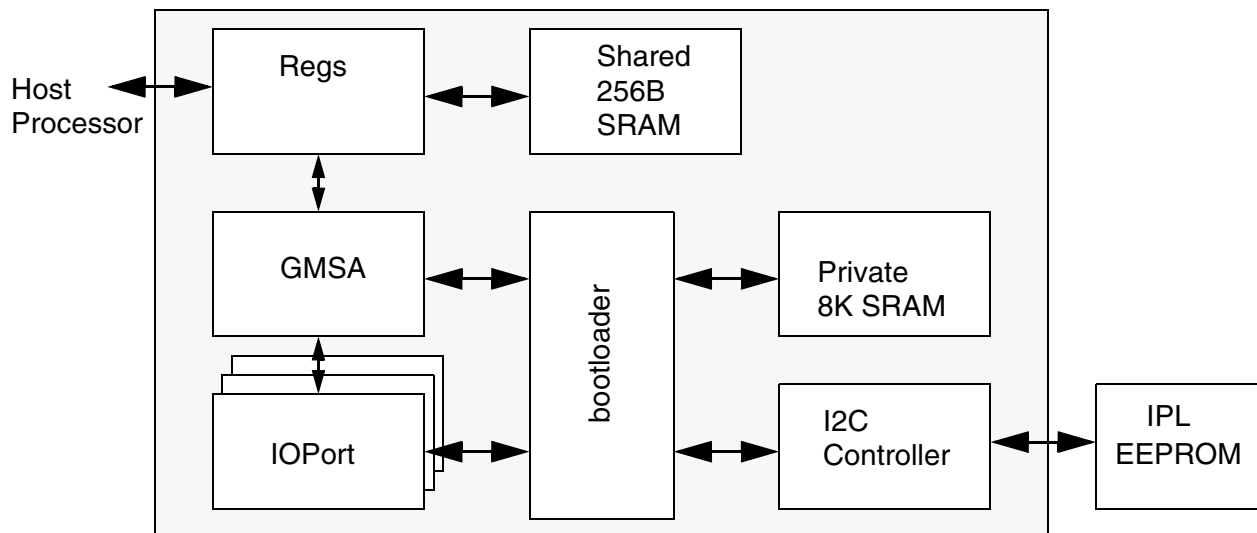 Host
Processor
Regs
Shared
256B
SRAM
GMSA
bootloader
Private
8K SRAM
IOPort
I2C
Controller
IPL
EEPROM